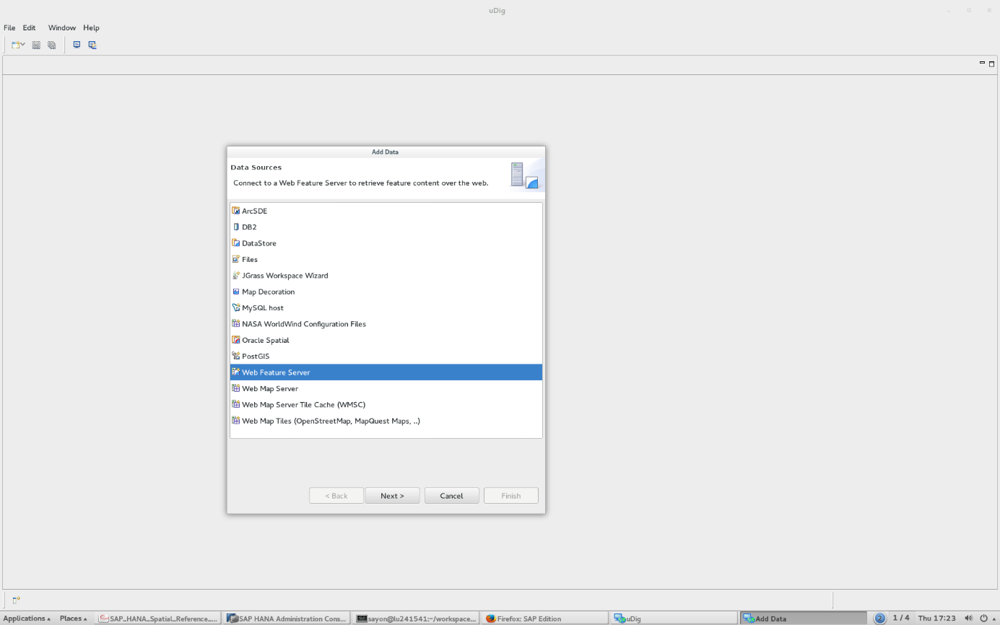 uDig
File Edit Window Help
Add Data
Data Sources
Connect to a Web Feature Server to retrieve feature content over the web.
ArcSDE
DB2
DataStore
Files
JGrass Workspace Wizard
Map Decoration
MySQL host
NASA WorldWind Configuration Files
Oracle Spatial
PostGIS
Web Feature Server
Web Map Server
Web Map Server Tile Cache (WMSC)
Web Map Tiles (OpenStreetMap, MapQuest Maps, ..)
< Back Next > Cancel Finish
Applications Places SAP_HANA_Spatial_Reference_... SAP HANA Administration Cons... sayon@lu241541:~/workspace... Firefox: SAP Edition uDig Add Data 2 1 / 4 Thu 17:23